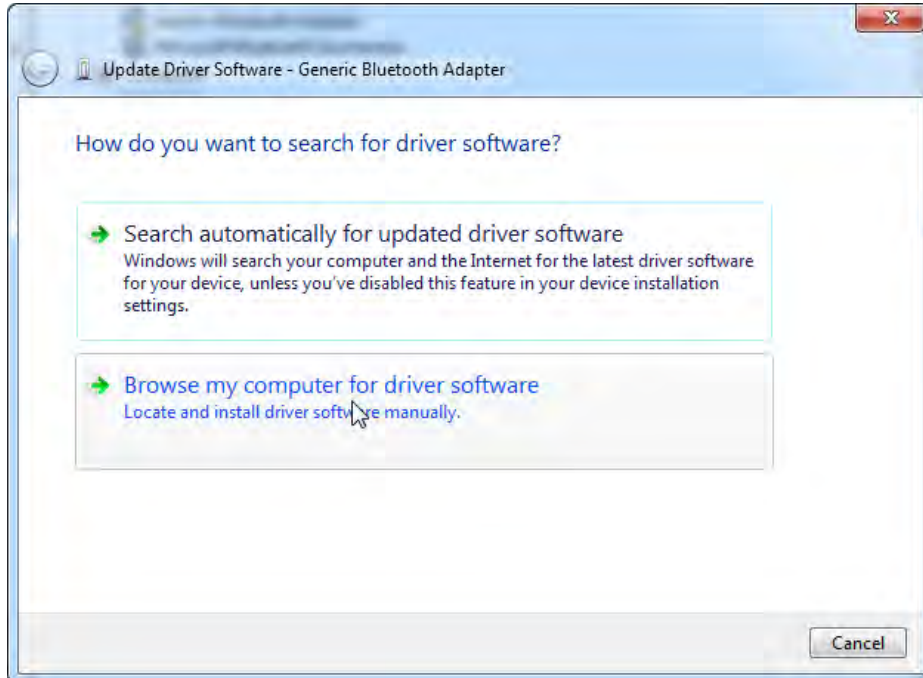 Update Driver Software - Generic Bluetooth Adapter
How do you want to search for driver software?
Search automatically for updated driver software
Windows will search your computer and the Internet for the latest driver software
for your device, unless you've disabled this feature in your device installation
settings.
Browse my computer for driver software
Locate and install driver software manually.
Cancel